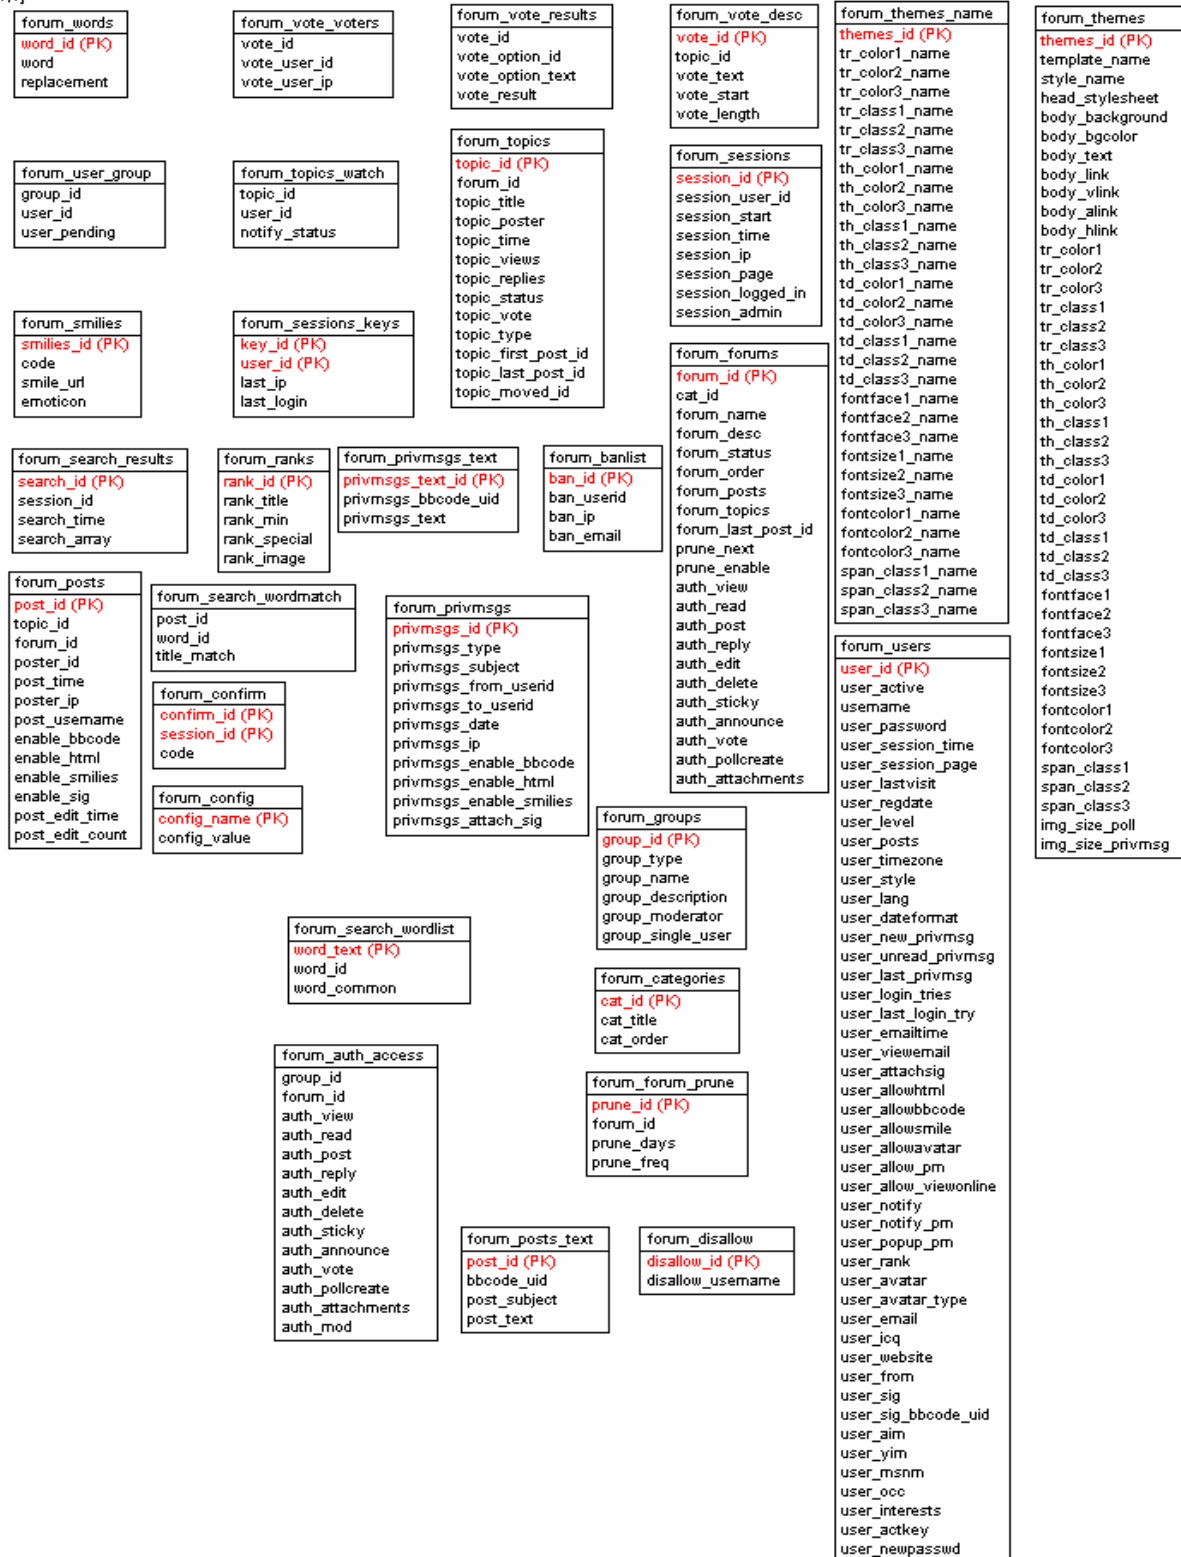 forum_words
word_id (PK)
word
replacement
forum_vote_voters
vote_id
vote_user_id
vote_user_ip
forum_vote_results
vote_id
vote_option_id
vote_option_text
vote_result
forum_vote_desc
vote_id (PK)
topic_id
vote_text
vote_start
vote_length
forum_themes_name
themes_id (PK)
tr_color1_name
tr_color2_name
tr_color3_name
tr_class1_name
tr_class2_name
tr_class3_name
th_color1_name
th_color2_name
th_color3_name
th_class1_name
th_class2_name
th_class3_name
td_color1_name
td_color2_name
td_color3_name
td_class1_name
td_class2_name
td_class3_name
fontface1_name
fontface2_name
fontface3_name
fontsize1_name
fontsize2_name
fontsize3_name
fontcolor1_name
fontcolor2_name
fontcolor3_name
span_class1_name
span_class2_name
span_class3_name
forum_themes
themes_id (PK)
template_name
style_name
head_stylesheet
body_background
body_bgcolor
body_text
body_link
body_vlink
body_alink
body_hlink
tr_color1
tr_color2
tr_color3
tr_class1
tr_class2
tr_class3
th_color1
th_color2
th_color3
th_class1
th_class2
th_class3
td_color1
td_color2
td_color3
td_class1
td_class2
td_class3
fontface1
fontface2
fontface3
fontsize1
fontsize2
fontsize3
fontcolor1
fontcolor2
fontcolor3
span_class1
span_class2
span_class3
img_size_poll
img_size_privmsg
forum_user_group
group_id
user_id
user_pending
forum_topics_watch
topic_id
user_id
notify_status
forum_topics
topic_id (PK)
forum_id
topic_title
topic_poster
topic_time
topic_views
topic_replies
topic_status
topic_vote
topic_type
topic_first_post_id
topic_last_post_id
topic_moved_id
forum_sessions
session_id (PK)
session_user_id
session_start
session_time
session_ip
session_page
session_logged_in
session_admin
forum_smilies
smilies_id (PK)
code
smile_url
emoticon
forum_sessions_keys
key_id (PK)
user_id (PK)
last_ip
last_login
forum_forums
forum_id (PK)
cat_id
forum_name
forum_desc
forum_status
forum_order
forum_posts
forum_topics
forum_last_post_id
prune_next
prune_enable
auth_view
auth_read
auth_post
auth_reply
auth_edit
auth_delete
auth_sticky
auth_announce
auth_vote
auth_pollcreate
auth_attachments
forum_search_results
search_id (PK)
session_id
search_time
search_array
forum_ranks
rank_id (PK)
rank_title
rank_min
rank_special
rank_image
forum_privmsgs_text
privmsgs_text_id (PK)
privmsgs_bbcode_uid
privmsgs_text
forum_banlist
ban_id (PK)
ban_userid
ban_ip
ban_email
forum_posts
post_id (PK)
topic_id
forum_id
poster_id
post_time
poster_ip
post_username
enable_bbcode
enable_html
enable_smilies
enable_sig
post_edit_time
post_edit_count
forum_search_wordmatch
post_id
word_id
title_match
forum_confirm
confirm_id (PK)
session_id (PK)
code
forum_config
config_name (PK)
config_value
forum_privmsgs
privmsgs_id (PK)
privmsgs_type
privmsgs_subject
privmsgs_from_userid
privmsgs_to_userid
privmsgs_date
privmsgs_ip
privmsgs_enable_bbcode
privmsgs_enable_html
privmsgs_enable_smilies
privmsgs_attach_sig
forum_users
user_id (PK)
user_active
username
user_password
user_session_time
user_session_page
user_lastvisit
user_regdate
user_level
user_posts
user_timezone
user_style
user_lang
user_dateformat
user_new_privmsg
user_unread_privmsg
user_last_privmsg
user_login_tries
user_last_login_try
user_emailtime
user_viewemail
user_attachsig
user_allowhtml
user_allowbbcode
user_allowsmile
user_allowavatar
user_allow_pm
user_allow_viewonline
user_notify
user_notify_pm
user_popup_pm
user_rank
user_avatar
user_avatar_type
user_email
user_icq
user_website
user_from
user_sig
user_sig_bbcode_uid
user_aim
user_yim
user_msnm
user_occ
user_interests
user_actkey
user_newpasswd
forum_groups
group_id (PK)
group_type
group_name
group_description
group_moderator
group_single_user
forum_search_wordlist
word_text (PK)
word_id
word_common
forum_categories
cat_id (PK)
cat_title
cat_order
forum_auth_access
group_id
forum_id
auth_view
auth_read
auth_post
auth_reply
auth_edit
auth_delete
auth_sticky
auth_announce
auth_vote
auth_pollcreate
auth_attachments
auth_mod
forum_forum_prune
prune_id (PK)
forum_id
prune_days
prune_freq
forum_posts_text
post_id (PK)
bbcode_uid
post_subject
post_text
forum_disallow
disallow_id (PK)
disallow_username